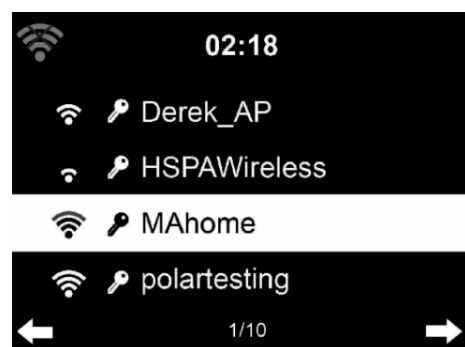 02:18
Derek_AP
HSPAWireless
MAhome
polartesting
1/10